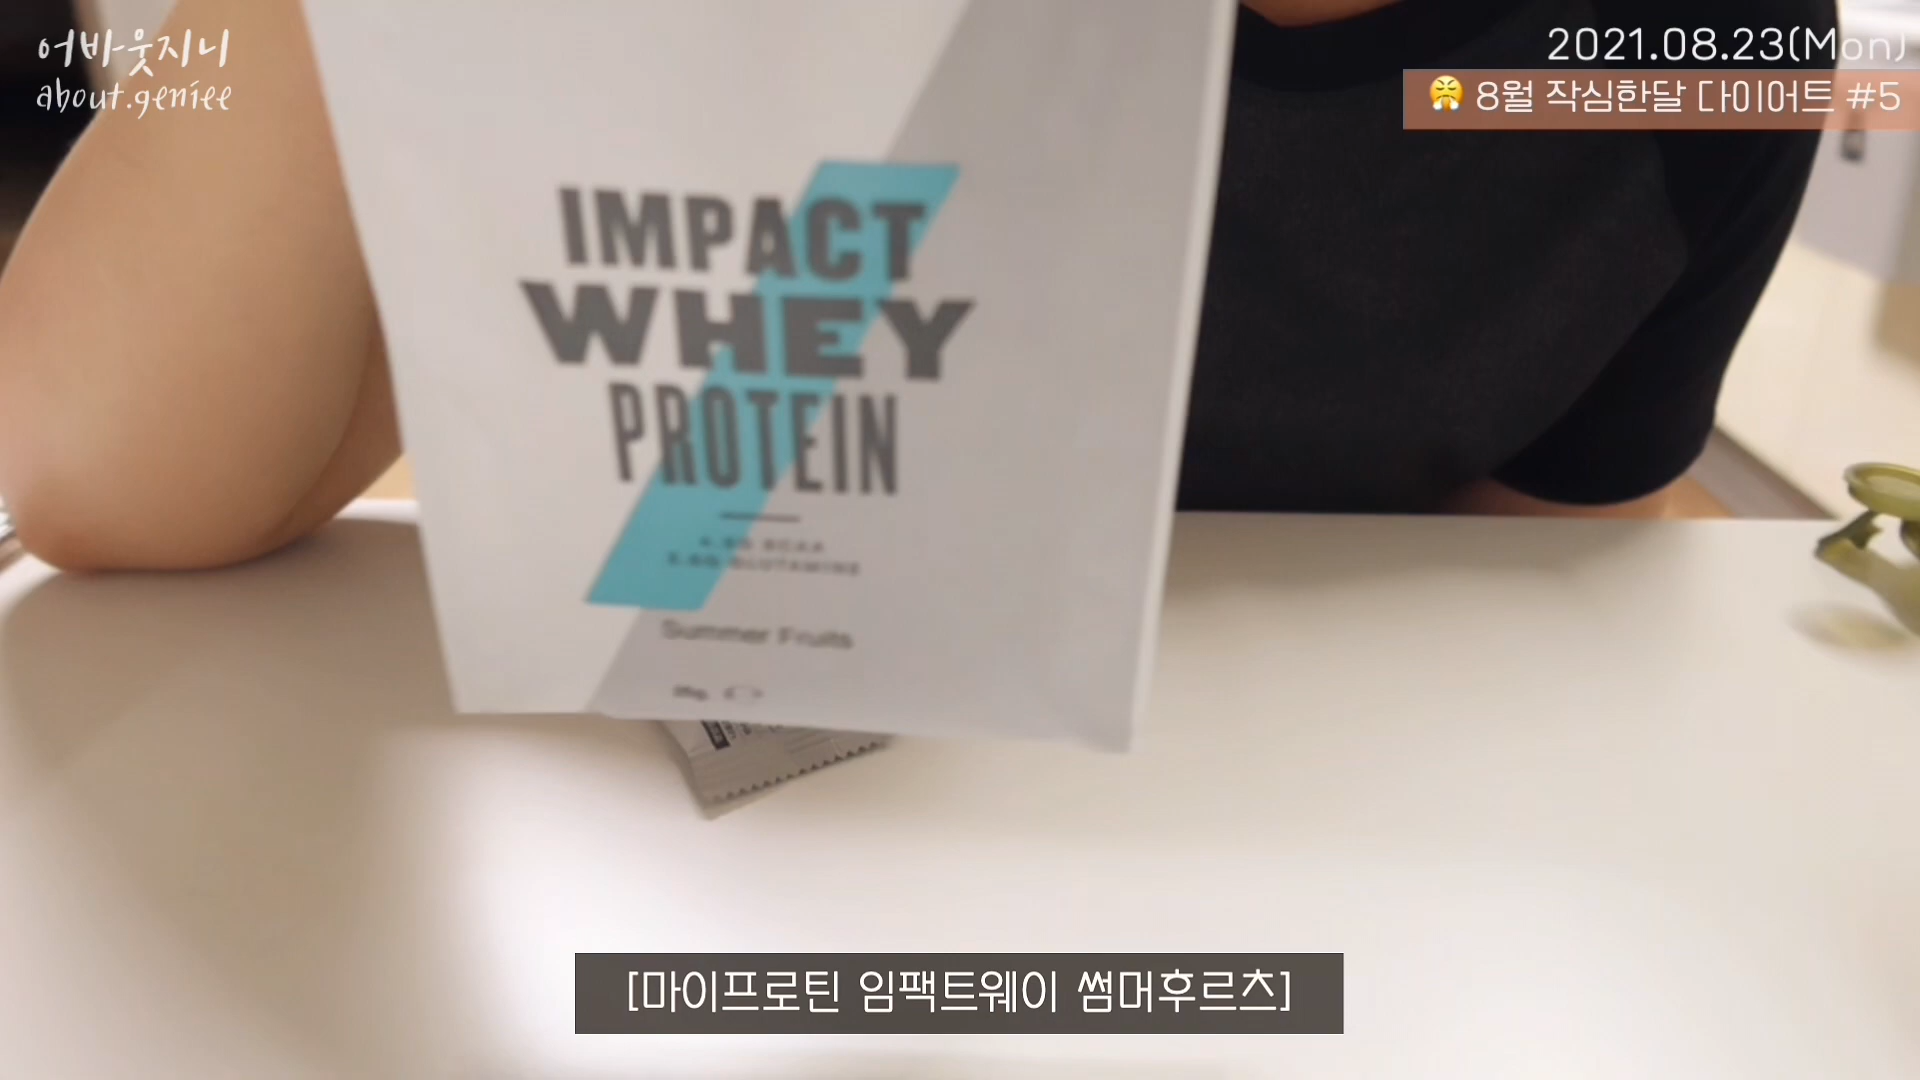 어바웃지니
about.geniee
2021.08.23(Mon)
😤 8월 작심한달 다이어트 #5
IMPACT
WHEY
PROTEIN
BCAA
GLUTAMINE
Summer Fruits
[마이프로틴 임팩트웨이 썸머후르츠]